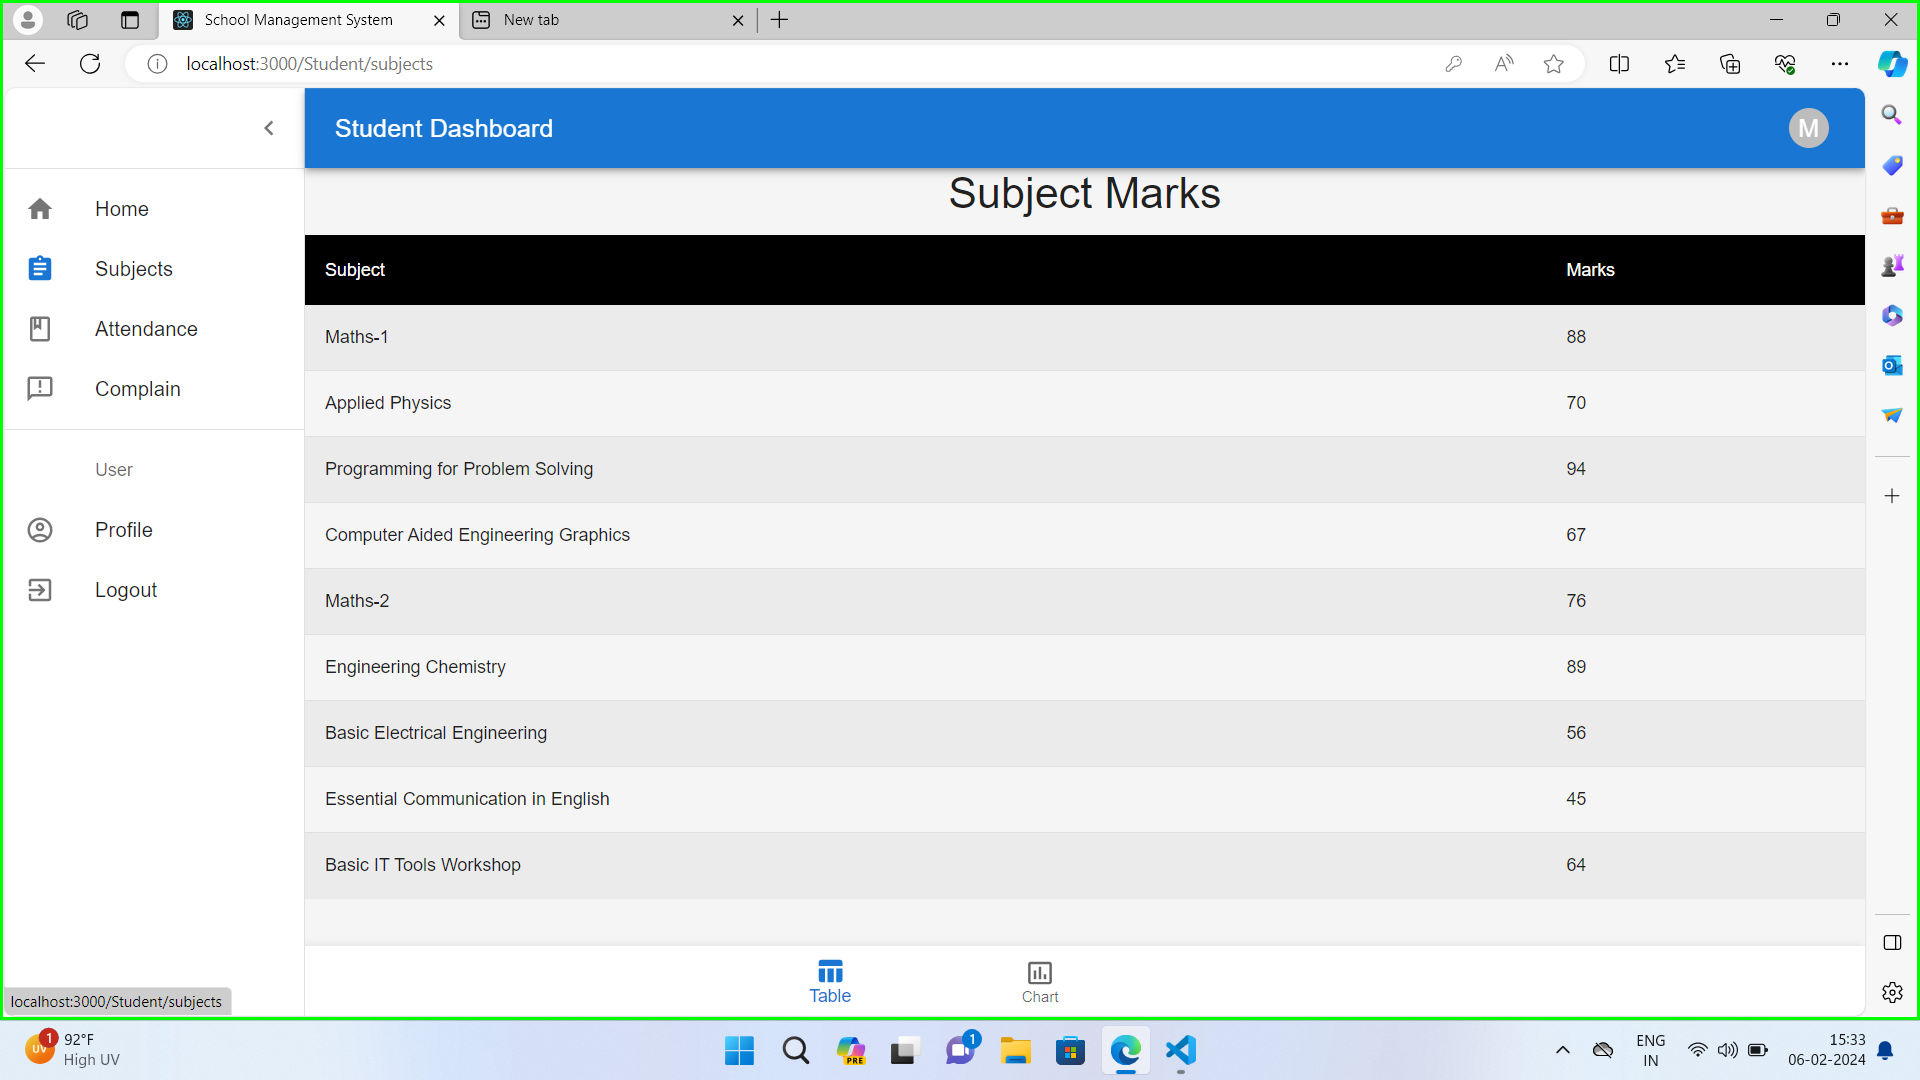 School Management System
New tab
localhost:3000/Student/subjects
Student Dashboard
M
Home
Subjects
Attendance
Complain
User
Profile
Logout
Subject Marks
Subject Marks
Maths-1 88
Applied Physics 70
Programming for Problem Solving 94
Computer Aided Engineering Graphics 67
Maths-2 76
Engineering Chemistry 89
Basic Electrical Engineering 56
Essential Communication in English 45
Basic IT Tools Workshop 64
Table
Chart
localhost:3000/Student/subjects
UV
1
92°F
High UV
PRE
1
ENG
IN
15:33
06-02-2024